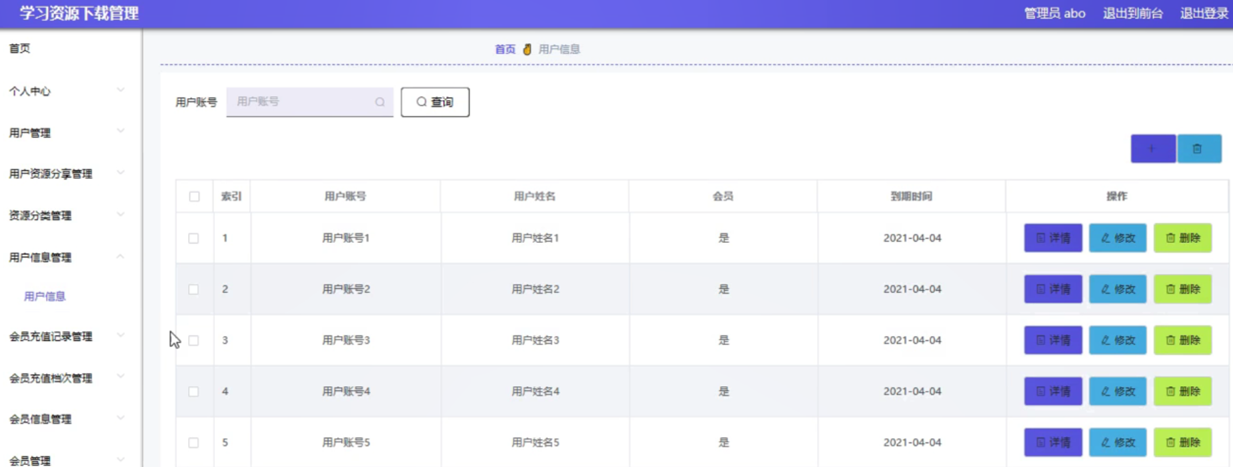 学习资源下载管理 管理员 abo 退出到前台 退出登录
首页
个人中心
用户管理
用户资源分享管理
资源分类管理
用户信息管理
用户信息
会员充值记录管理
会员充值档次管理
会员信息管理
会员管理
首页 用户信息
用户账号 用户账号 查询
+
索引 用户账号 用户姓名 会员 到期时间 操作
1 用户账号1 用户姓名1 是 2021-04-04 详情 修改 删除
2 用户账号2 用户姓名2 是 2021-04-04 详情 修改 删除
3 用户账号3 用户姓名3 是 2021-04-04 详情 修改 删除
4 用户账号4 用户姓名4 是 2021-04-04 详情 修改 删除
5 用户账号5 用户姓名5 是 2021-04-04 详情 修改 删除